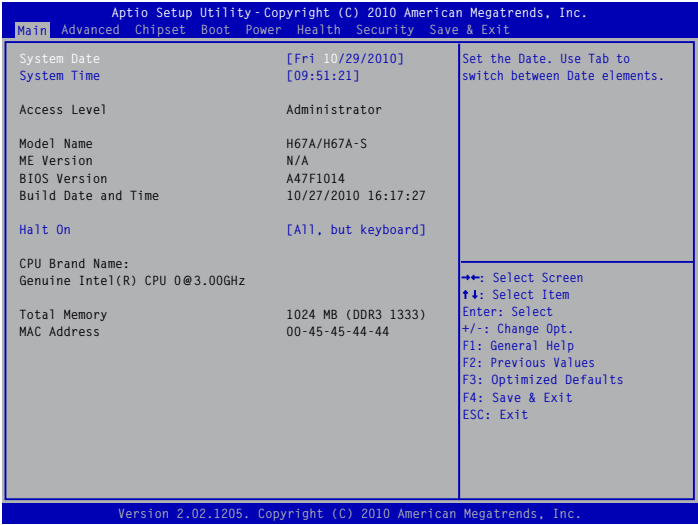 Aptio Setup Utility - Copyright (C) 2010 American Megatrends, Inc.
Main Advanced Chipset Boot Power Health Security Save & Exit
System Date [Fri 10/29/2010]
System Time [09:51:21]
Access Level Administrator
Model Name H67A/H67A-S
ME Version N/A
BIOS Version A47F1014
Build Date and Time 10/27/2010 16:17:27
Halt On [All, but keyboard]
CPU Brand Name:
Genuine Intel(R) CPU 0@3.00GHz
Total Memory 1024 MB (DDR3 1333)
MAC Address 00-45-45-44-44
Set the Date. Use Tab to
switch between Date elements.
→←: Select Screen
↑↓: Select Item
Enter: Select
+/-: Change Opt.
F1: General Help
F2: Previous Values
F3: Optimized Defaults
F4: Save & Exit
ESC: Exit
Version 2.02.1205. Copyright (C) 2010 American Megatrends, Inc.